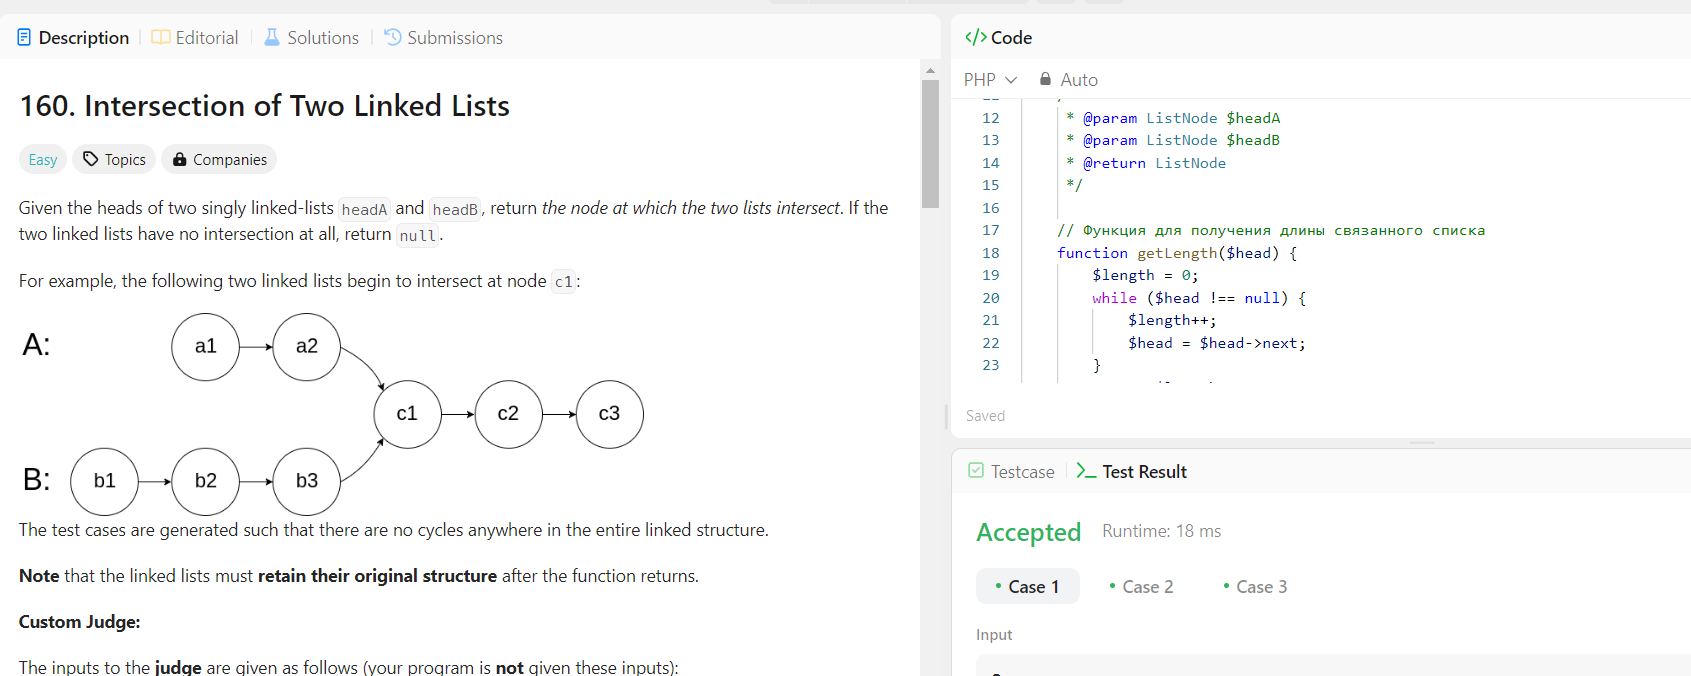 Description Editorial Solutions Submissions
160. Intersection of Two Linked Lists
Easy Topics Companies
Given the heads of two singly linked-lists headA and headB, return the node at which the two lists intersect. If the
two linked lists have no intersection at all, return null.
For example, the following two linked lists begin to intersect at node c1:
A: a1 a2
c1 c2 c3
B: b1 b2 b3
The test cases are generated such that there are no cycles anywhere in the entire linked structure.
Note that the linked lists must retain their original structure after the function returns.
Custom Judge:
The inputs to the judge are given as follows (your program is not given these inputs):
</> Code
PHP Auto
12 * @param ListNode $headA
13 * @param ListNode $headB
14 * @return ListNode
15 */
16
17 // Функция для получения длины связанного списка
18 function getLength($head) {
19 $length = 0;
20 while ($head !== null) {
21 $length++;
22 $head = $head->next;
23 }
Saved
Testcase >_ Test Result
Accepted Runtime: 18 ms
• Case 1 • Case 2 • Case 3
Input